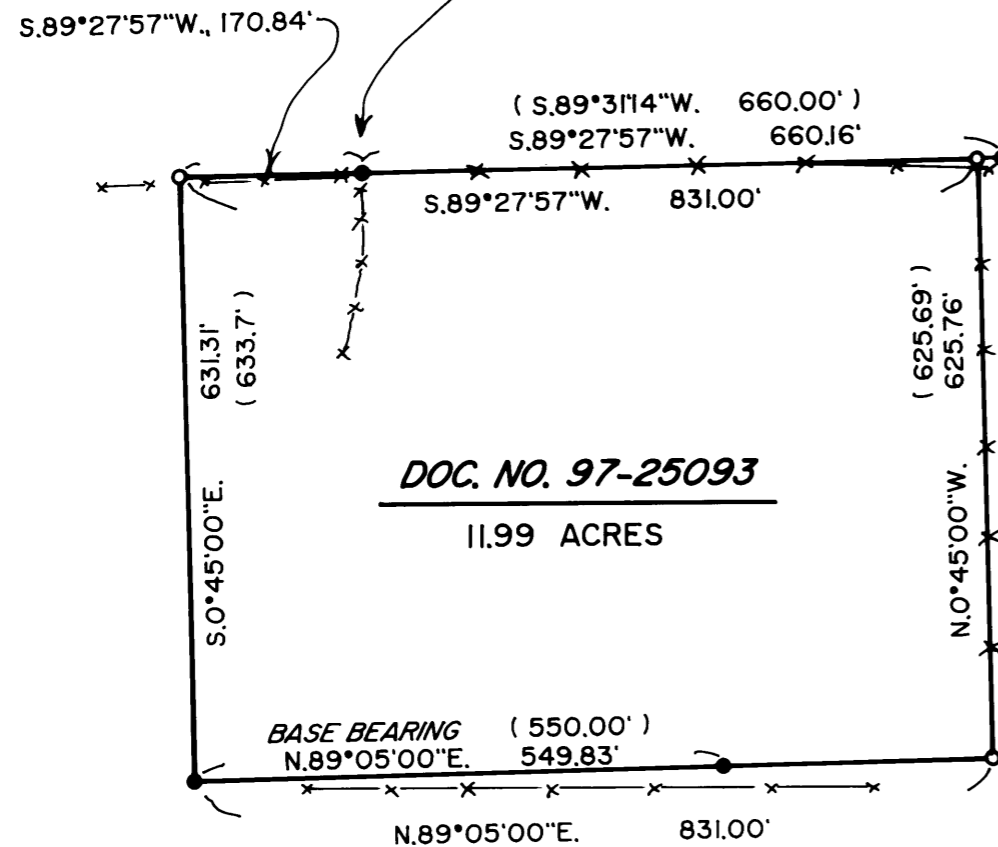 S.89°27'57"W., 170.84'
( S.89°31'14"W. 660.00' )
S.89°27'57"W. 660.16'
S.89°27'57"W. 831.00'
631.31'
( 633.7' )
S.0°45'00"E.
( 625.69' )
625.76'
N.0°45'00"W.
DOC. NO. 97-25093
11.99 ACRES
BASE BEARING ( 550.00' )
N.89°05'00"E. 549.83'
N.89°05'00"E. 831.00'